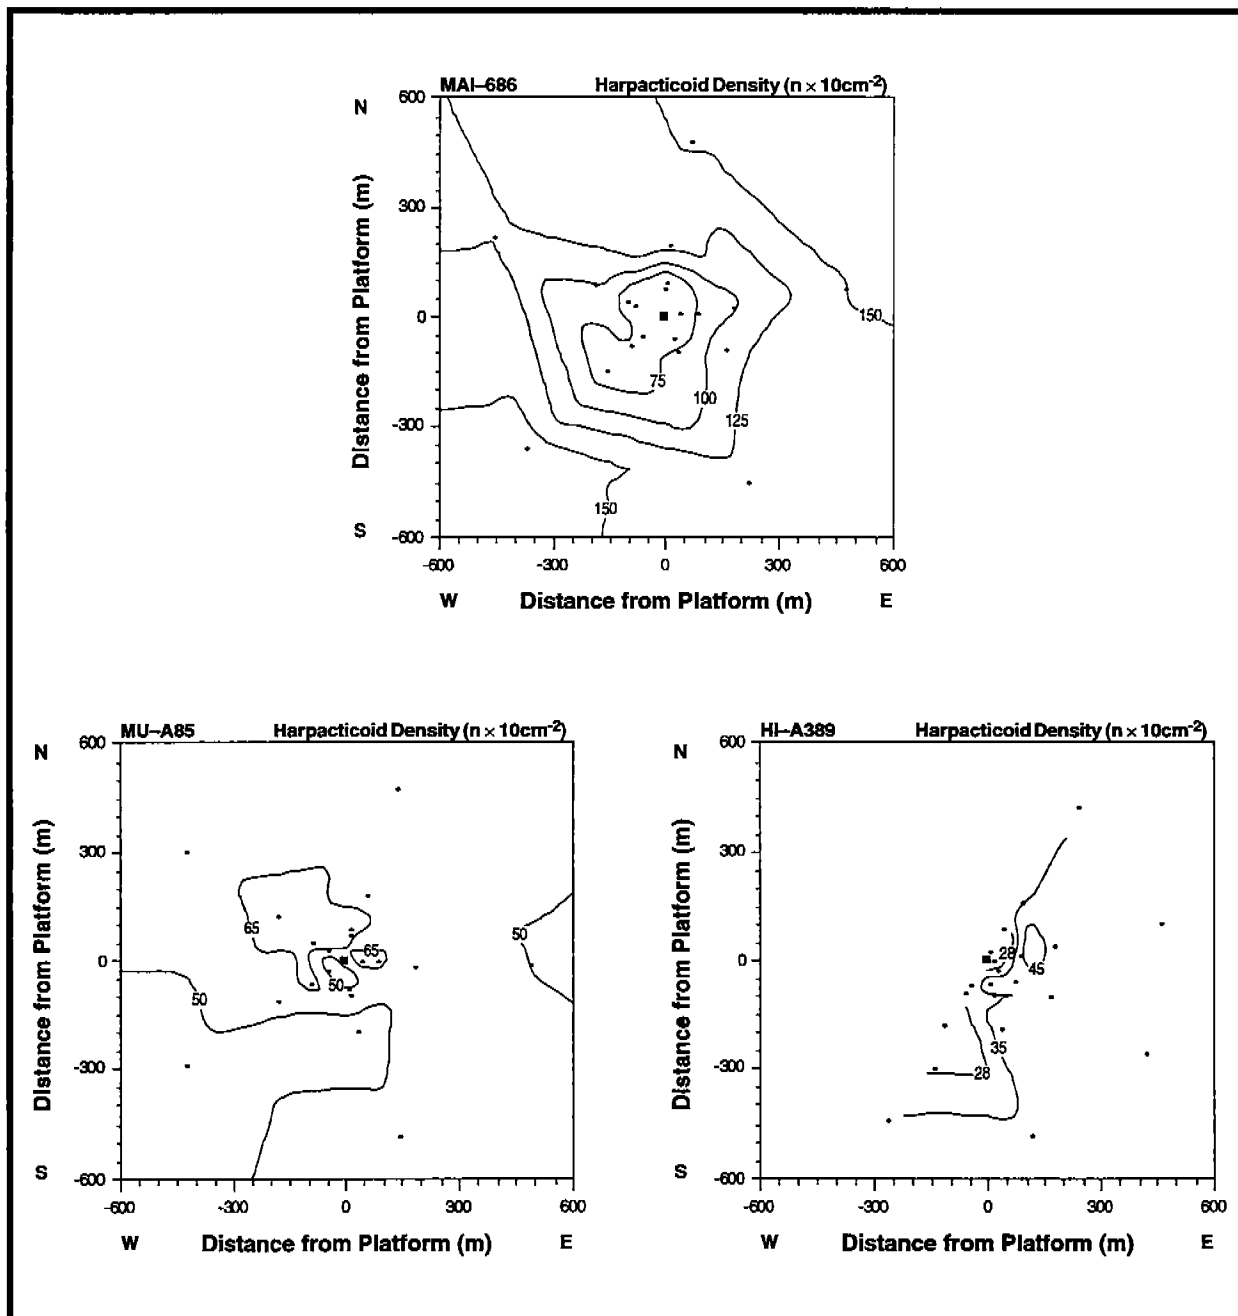 MAI–686 Harpacticoid Density (n × 10cm-2)
N
600
300
0
-300
-600
S
Distance from Platform (m)
150
75
100
125
150
-600 -300 0 300 600
W Distance from Platform (m) E
MU–A85 Harpacticoid Density (n × 10cm-2)
N
600
300
0
-300
-600
S
Distance from Platform (m)
65
50
65
50
50
-600 -300 0 300 600
W Distance from Platform (m) E
HI–A389 Harpacticoid Density (n × 10cm-2)
N
600
300
0
-300
-600
S
Distance from Platform (m)
28
45
35
28
-600 -300 0 300 600
W Distance from Platform (m) E